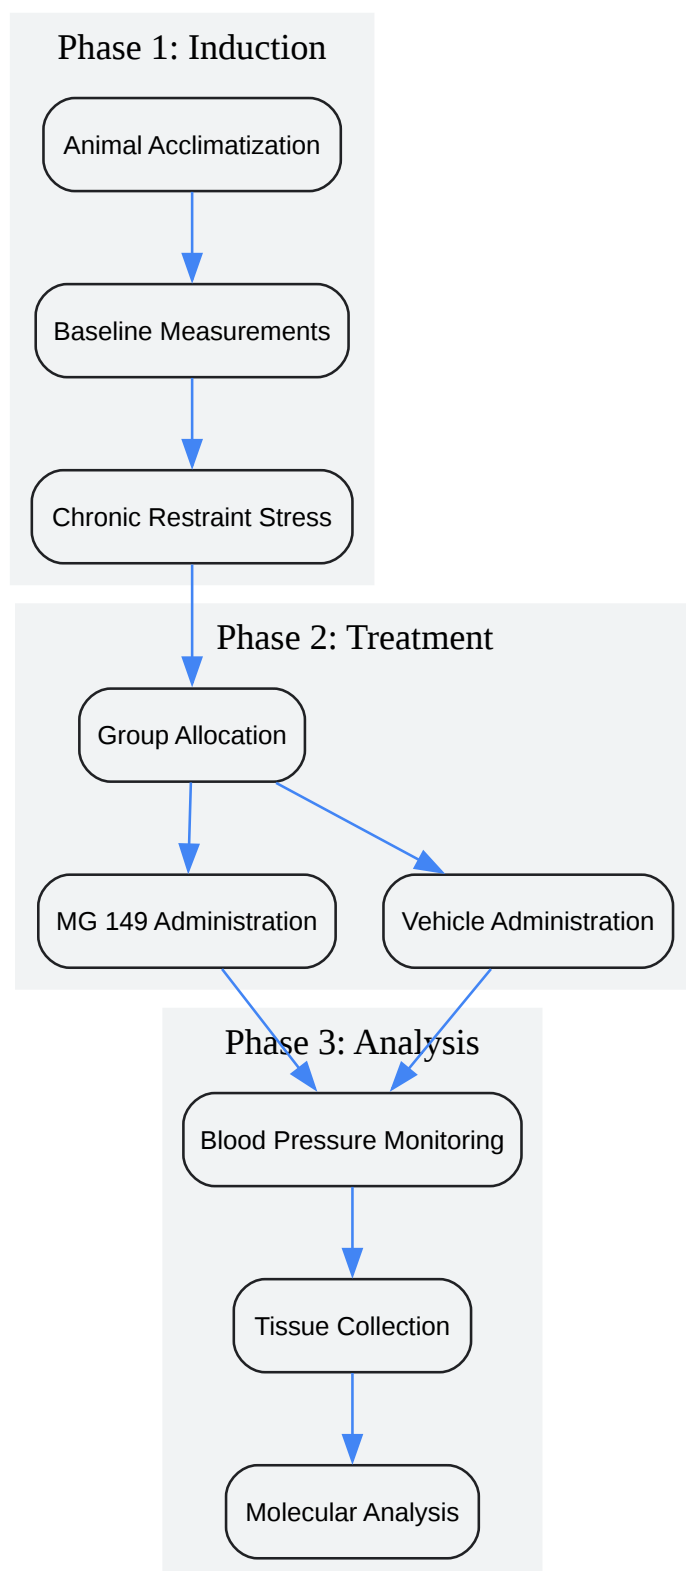 Phase 1: Induction
Animal Acclimatization
Baseline Measurements
Chronic Restraint Stress
Phase 2: Treatment
Group Allocation
MG 149 Administration
Vehicle Administration
Phase 3: Analysis
Blood Pressure Monitoring
Tissue Collection
Molecular Analysis